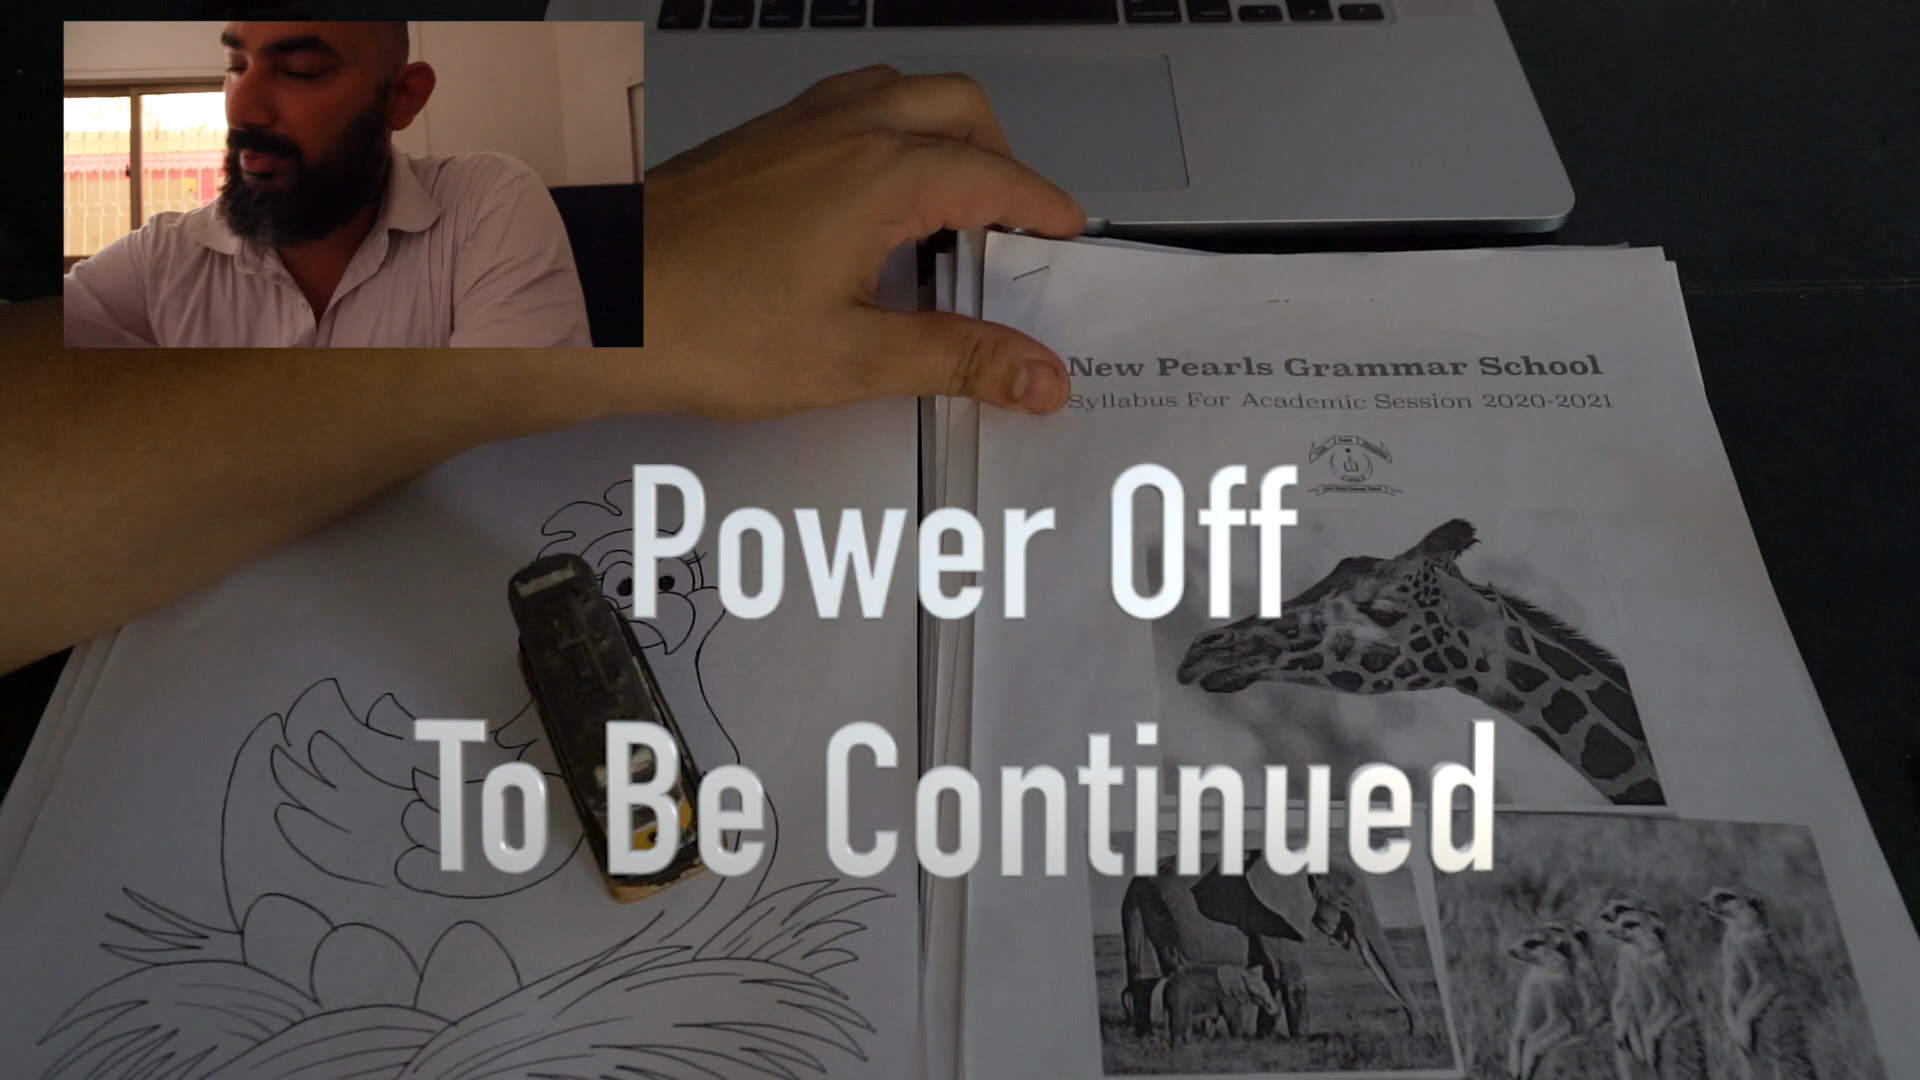 New Pearls Grammar School
Syllabus For Academic Session 2020-2021
Power Off
To Be Continued